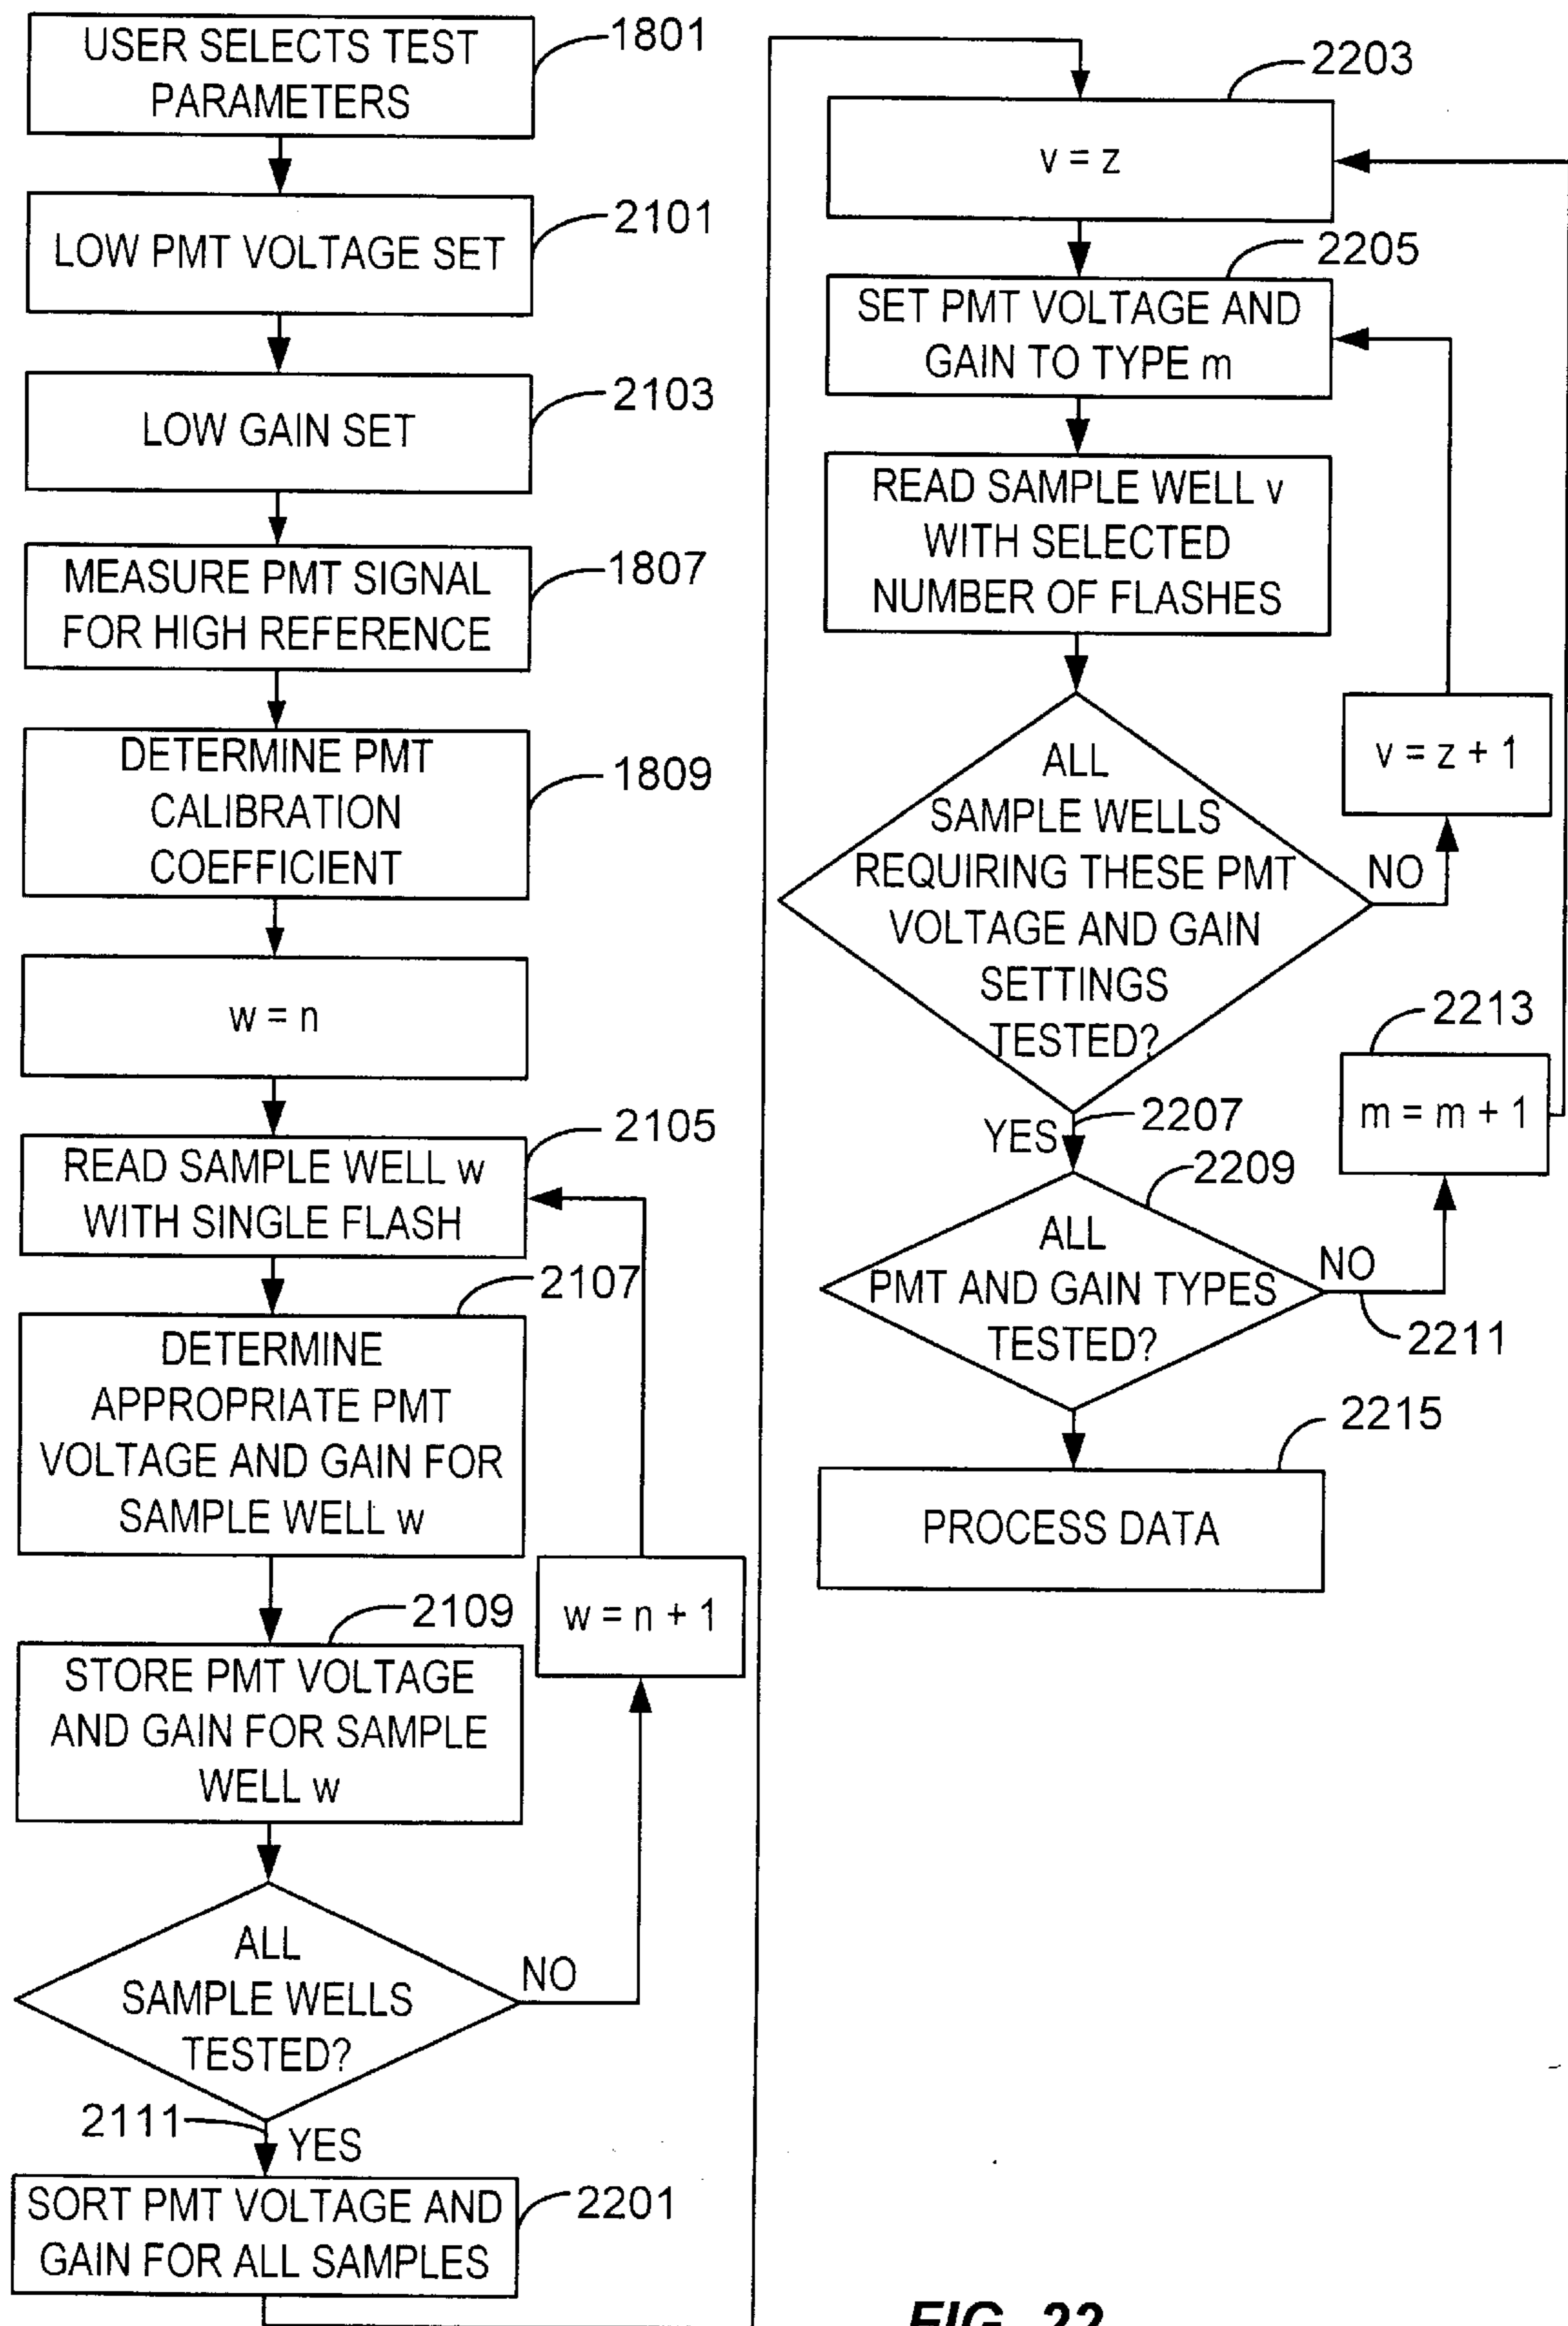 USER SELECTS TEST
PARAMETERS
1801
LOW PMT VOLTAGE SET
2101
LOW GAIN SET
2103
MEASURE PMT SIGNAL
FOR HIGH REFERENCE
1807
DETERMINE PMT
CALIBRATION
COEFFICIENT
1809
w = n
READ SAMPLE WELL w
WITH SINGLE FLASH
2105
DETERMINE
APPROPRIATE PMT
VOLTAGE AND GAIN FOR
SAMPLE WELL w
2107
STORE PMT VOLTAGE
AND GAIN FOR SAMPLE
WELL w
2109
w = n + 1
ALL
SAMPLE WELLS
TESTED?
NO
2111
YES
SORT PMT VOLTAGE AND
GAIN FOR ALL SAMPLES
2201
v = z
2203
SET PMT VOLTAGE AND
GAIN TO TYPE m
2205
READ SAMPLE WELL v
WITH SELECTED
NUMBER OF FLASHES
v = z + 1
ALL
SAMPLE WELLS
REQUIRING THESE PMT
VOLTAGE AND GAIN
SETTINGS
TESTED?
NO
YES
2207
2213
m = m + 1
2209
ALL
PMT AND GAIN TYPES
TESTED?
NO
2211
2215
PROCESS DATA
FIG. 22